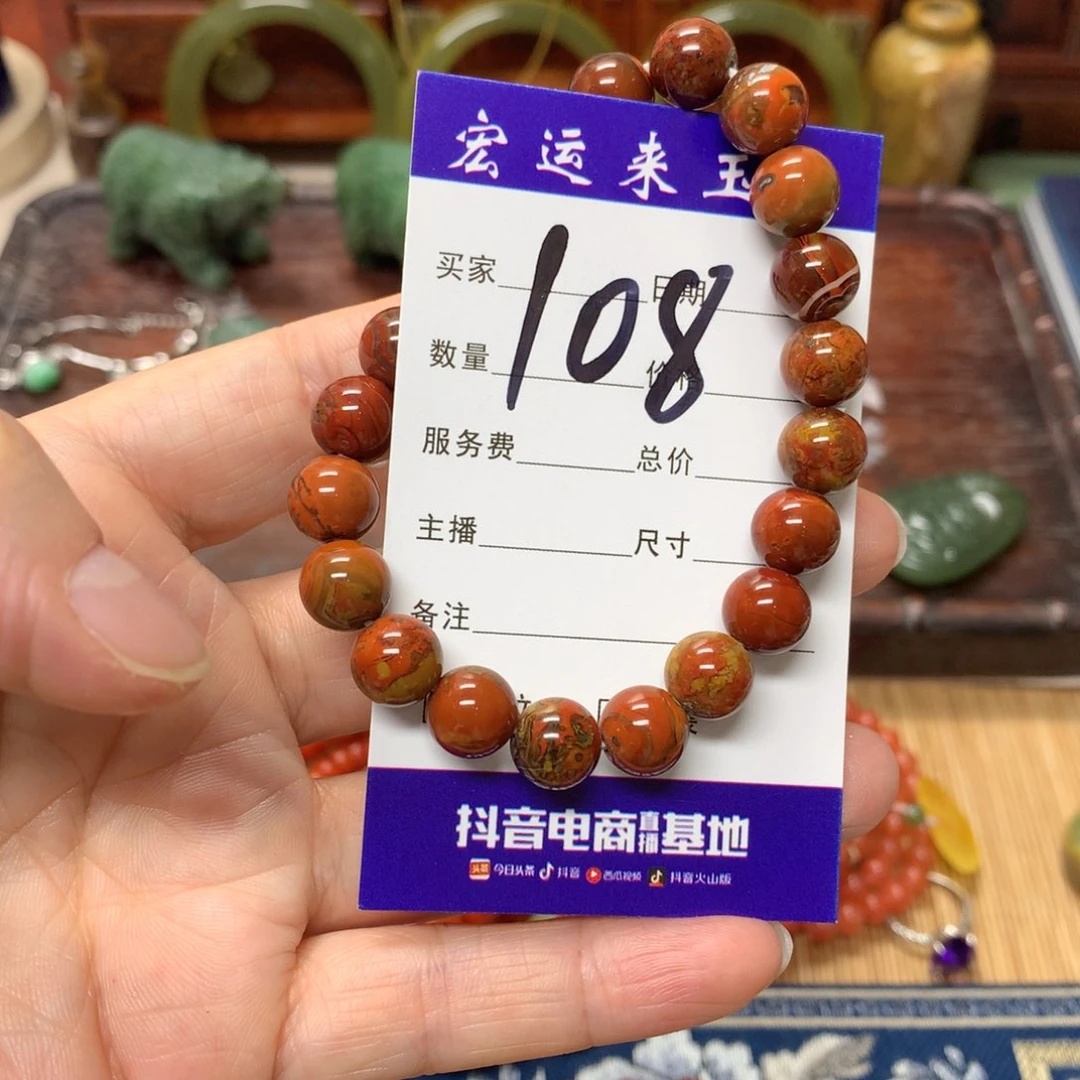 宏运来玉
108
买家 日期
数量 价格
服务费 总价
主播 尺寸
备注
抖音电商直播基地
今日头条 抖音 西瓜视频 抖音火山版